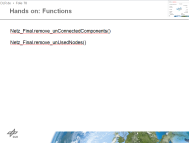 Hands on: Functions
Netz_Final.remove_unConnectedComponents()
Netz_Final.remove_unUsedNodes()